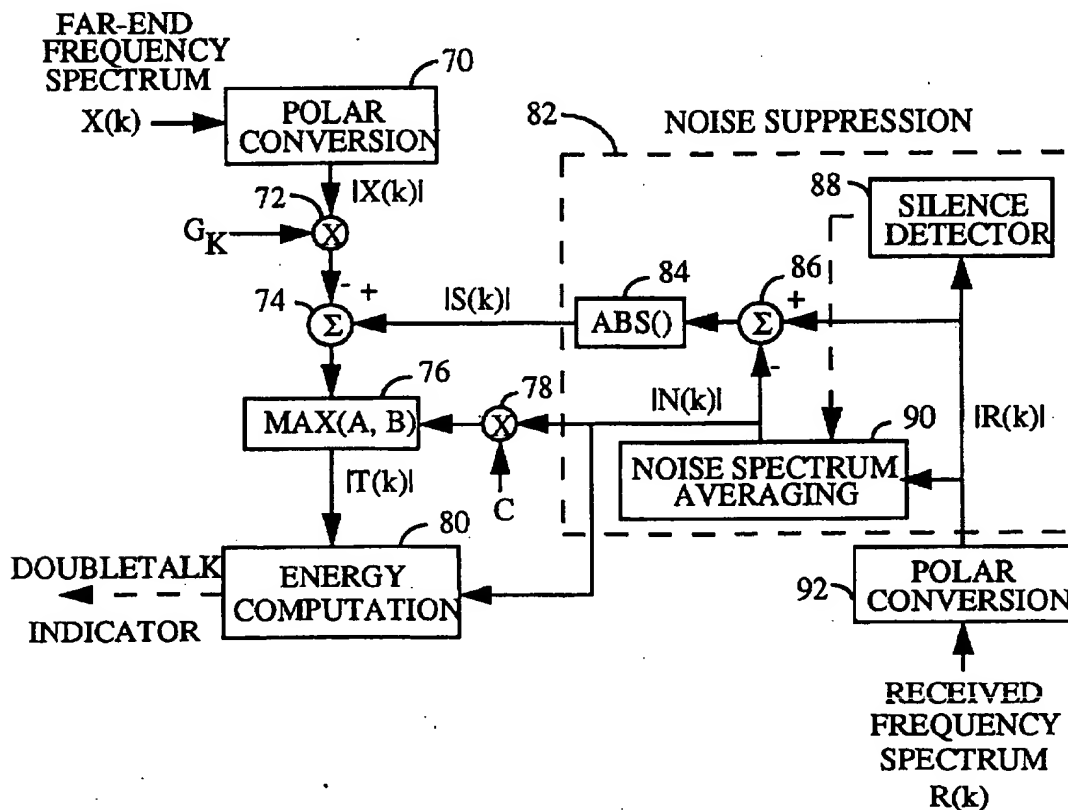 FAR-END
FREQUENCY
SPECTRUM
X(k)
70
POLAR
CONVERSION
|X(k)|
72
G_K
X
- +
74
Σ
|S(k)|
76
MAX(A, B)
78
X
C
|T(k)|
80
ENERGY
COMPUTATION
DOUBLETALK
INDICATOR
82
NOISE SUPPRESSION
88
SILENCE
DETECTOR
84
ABS()
86
Σ
+
-
|N(k)|
90
NOISE SPECTRUM
AVERAGING
|R(k)|
92
POLAR
CONVERSION
RECEIVED
FREQUENCY
SPECTRUM
R(k)